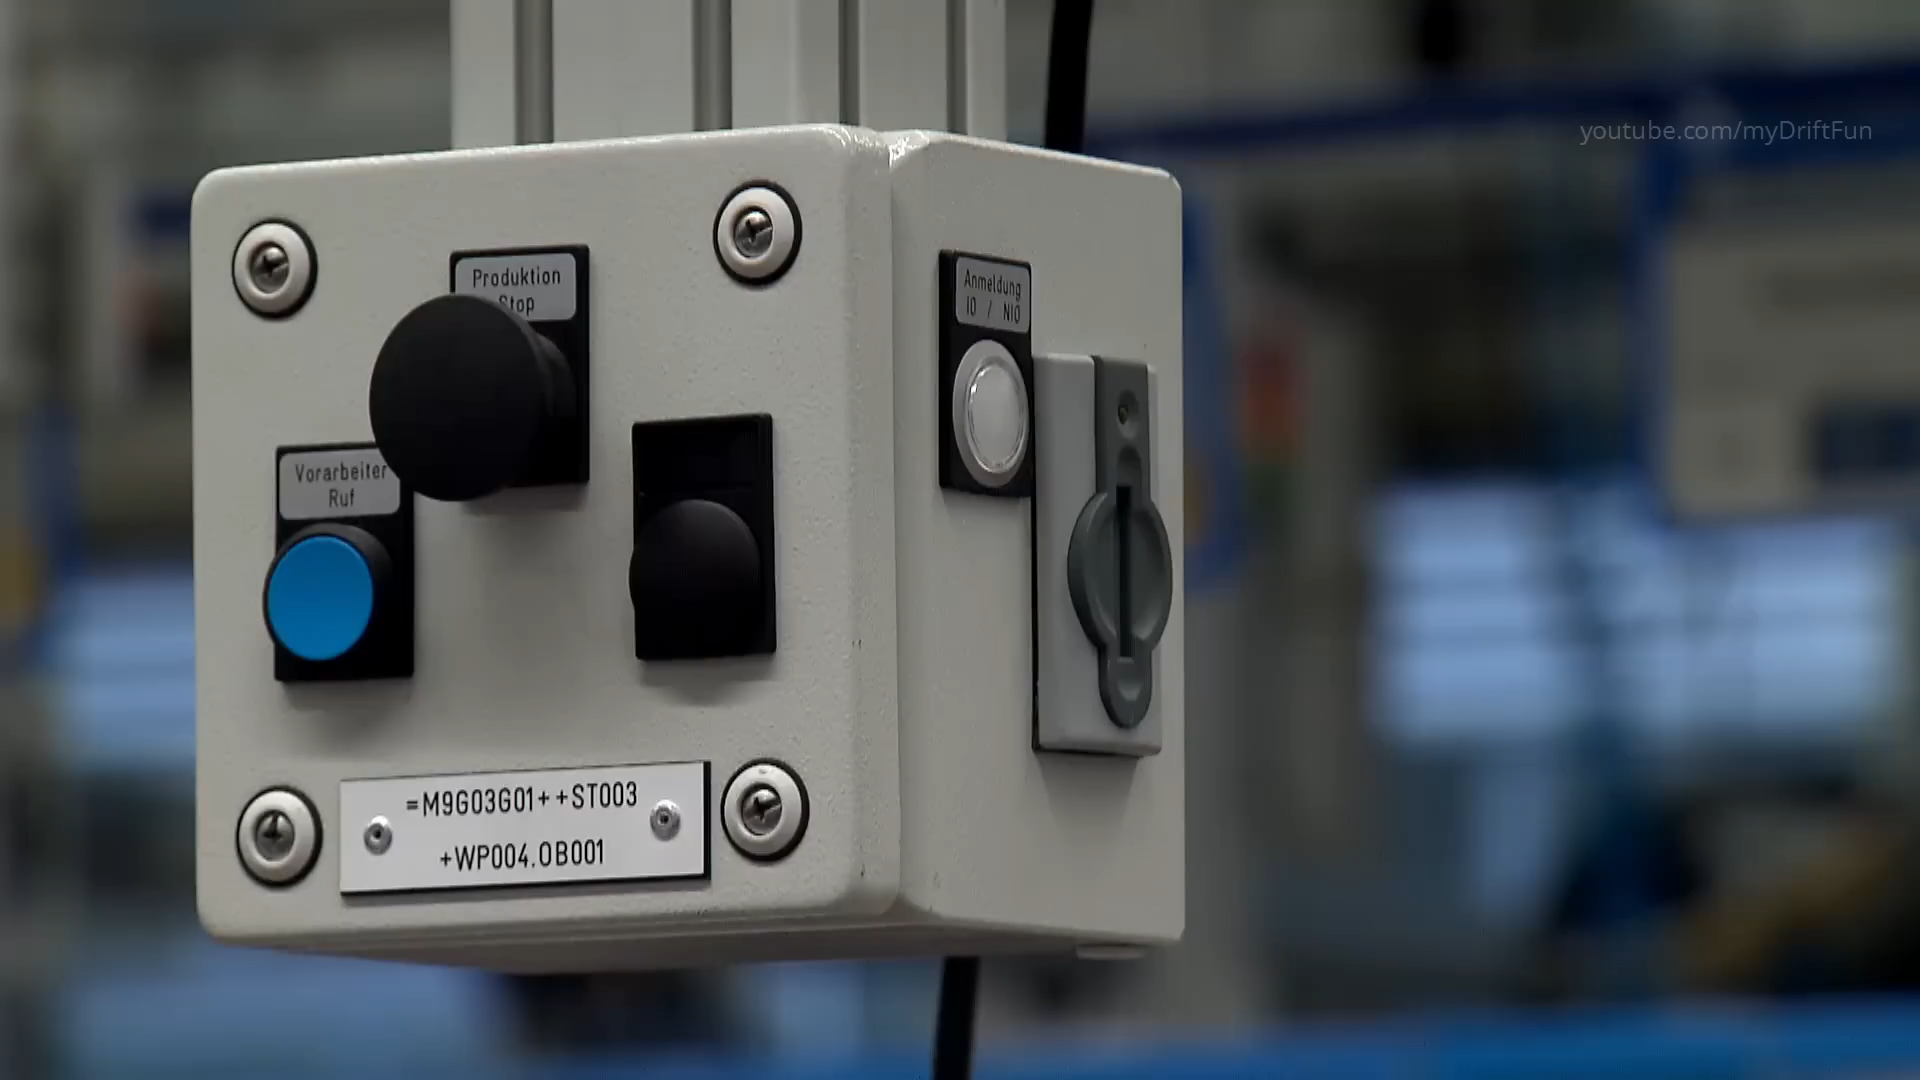 youtube.com/myDriftFun
Produktion
Stop
Vorarbeiter
Ruf
Anmeldung
IO / NIO
=M9G03G01++ST003
+WP004.OB001